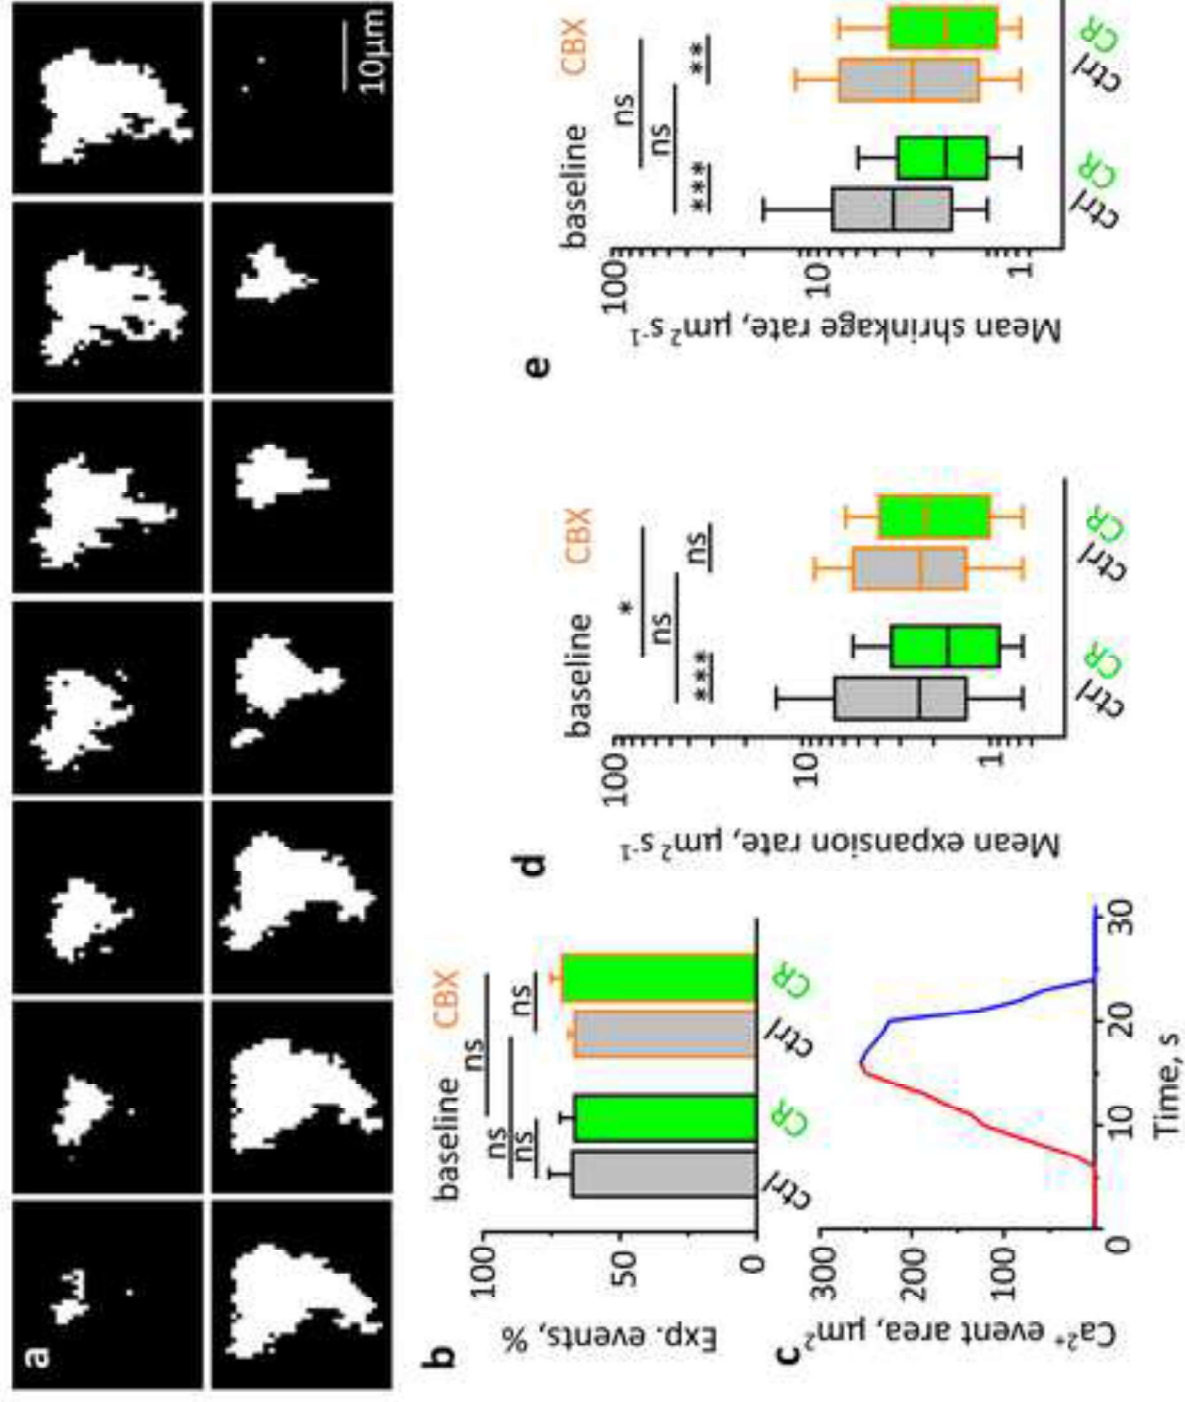 a
10μm
b
baseline CBX
ns
ns
ns
ns
100
50
0
Exp. events, %
ctrl CR ctrl CR
c
300
200
100
0 10 20 30
Ca²⁺ event area, μm²
Time, s
d
baseline CBX
*
ns
*** ns
100
10
1
Mean expansion rate, μm²s⁻¹
ctrl CR ctrl CR
e
baseline CBX
ns
ns
*** **
100
10
1
Mean shrinkage rate, μm²s⁻¹
ctrl CR ctrl CR